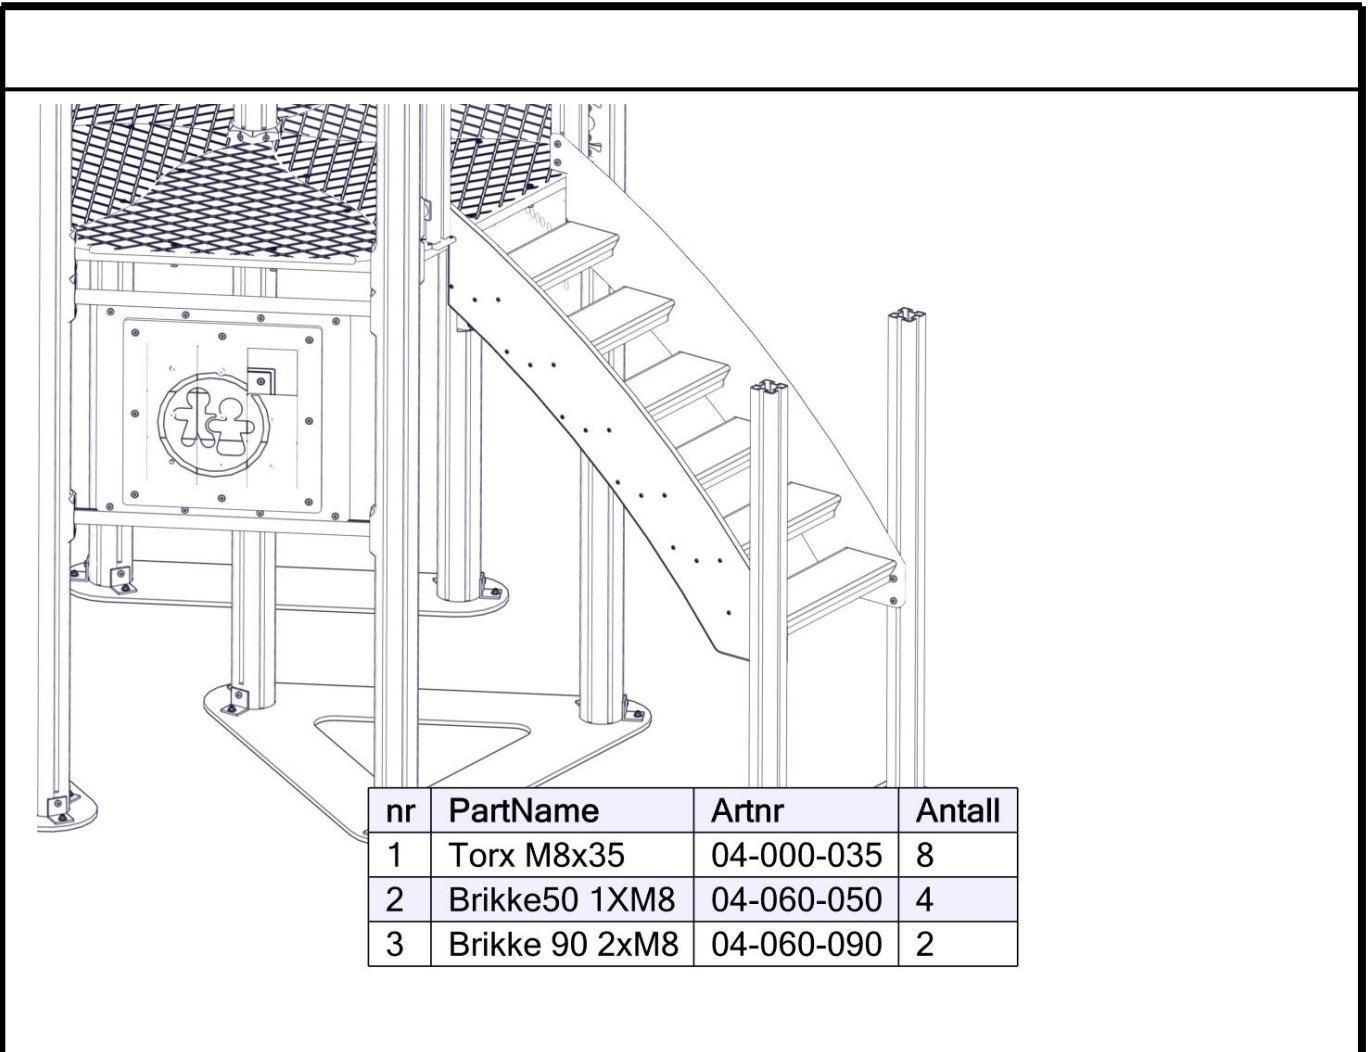 nr PartName Artnr Antall
1 Torx M8x35 04-000-035 8
2 Brikke50 1XM8 04-060-050 4
3 Brikke 90 2xM8 04-060-090 2